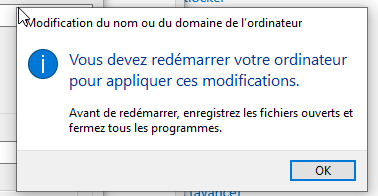 Modification du nom ou du domaine de l'ordinateur
Vous devez redémarrer votre ordinateur
pour appliquer ces modifications.
Avant de redémarrer, enregistrez les fichiers ouverts et
fermez tous les programmes.
OK